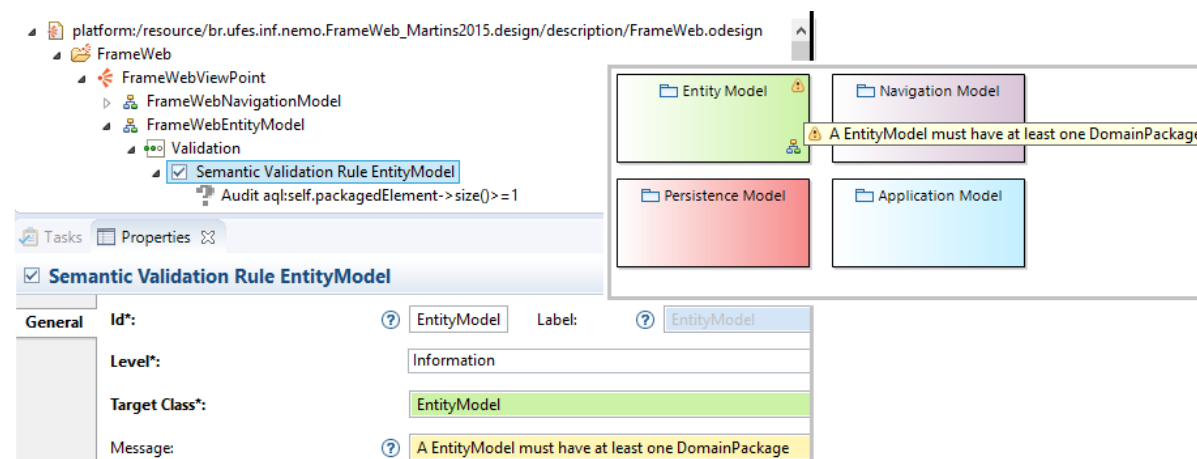 platform:/resource/br.ufes.inf.nemo.FrameWeb_Martins2015.design/description/FrameWeb.odesign
FrameWeb
FrameWebViewPoint
FrameWebNavigationModel
FrameWebEntityModel
Validation
Semantic Validation Rule EntityModel
Audit aql:self.packagedElement->size()>=1
Entity Model
Navigation Model
A EntityModel must have at least one DomainPackage
Persistence Model
Application Model
Tasks Properties
Semantic Validation Rule EntityModel
General Id*: EntityModel Label: EntityModel
Level*: Information
Target Class*: EntityModel
Message: A EntityModel must have at least one DomainPackage